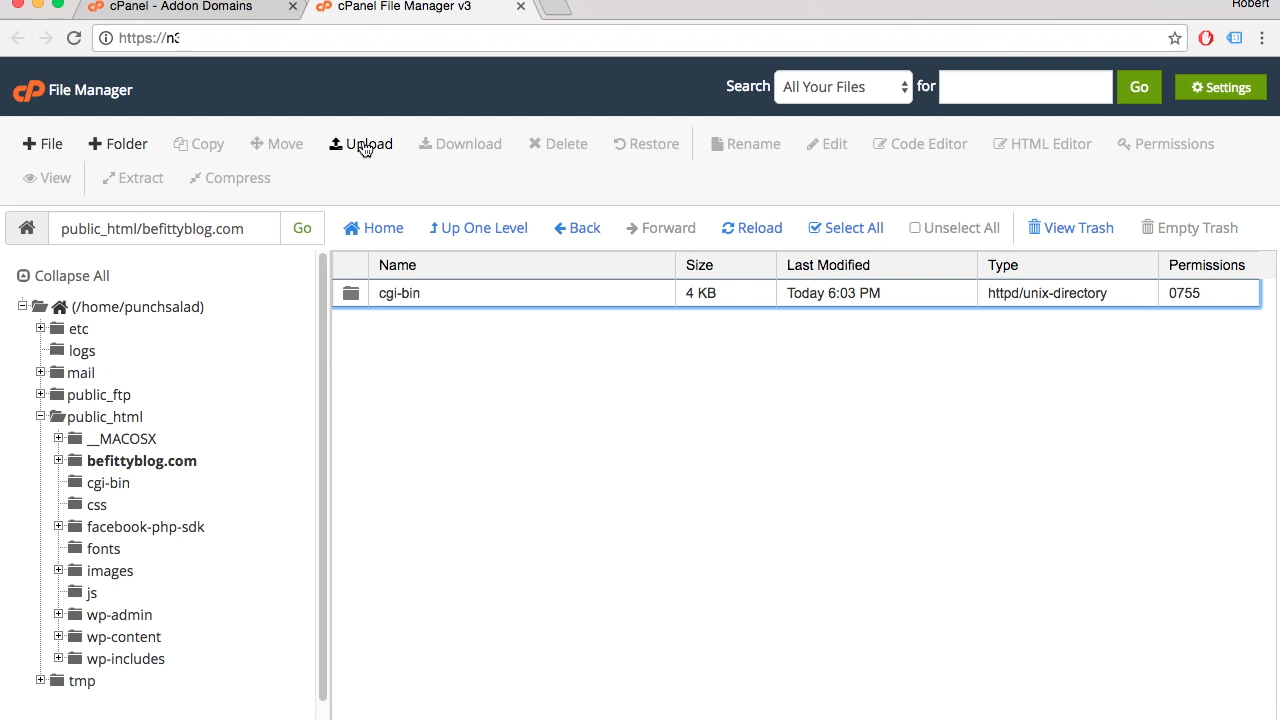 cPanel - Addon Domains
cPanel File Manager v3
Robert
https://n3
cP File Manager
Search All Your Files for Go Settings
File Folder Copy Move Upload Download Delete Restore Rename Edit Code Editor HTML Editor Permissions
View Extract Compress
public_html/befittyblog.com Go Home Up One Level Back Forward Reload Select All Unselect All View Trash Empty Trash
Collapse All
(/home/punchsalad)
etc
logs
mail
public_ftp
public_html
__MACOSX
befittyblog.com
cgi-bin
css
facebook-php-sdk
fonts
images
js
wp-admin
wp-content
wp-includes
tmp
Name Size Last Modified Type Permissions
cgi-bin 4 KB Today 6:03 PM httpd/unix-directory 0755